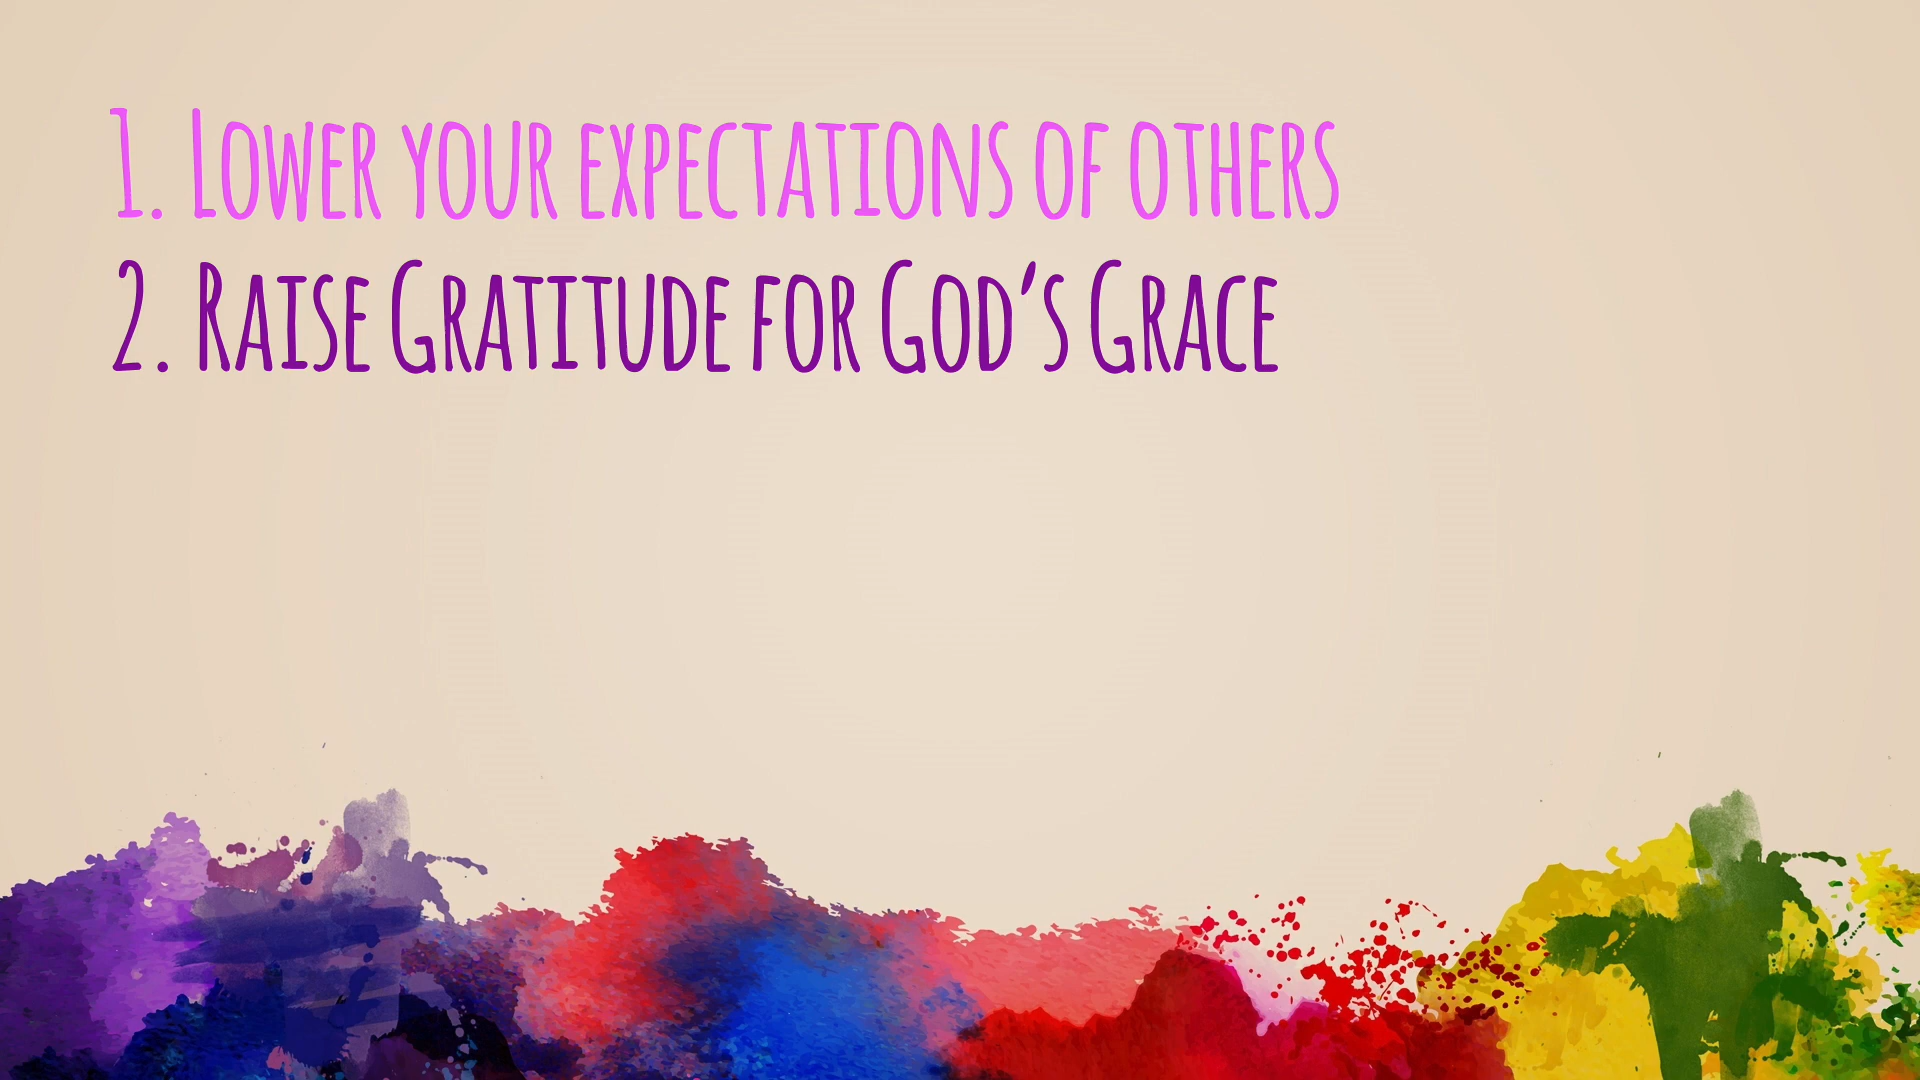 1. Lower your expectations of others
2. Raise Gratitude for God’s Grace